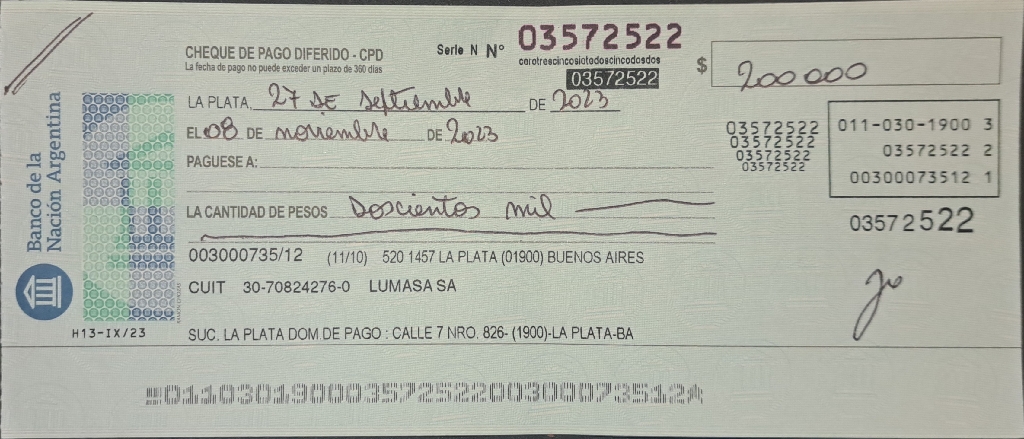 CHEQUE DE PAGO DIFERIDO - CPD
La fecha de pago no puede exceder un plazo de 360 días
Serie N Nº 03572522
cerotrescincosietedoscincodosdos
03572522
$ 200000
LA PLATA, 27 DE Septiembre DE 2023
EL 08 DE noviembre DE 2023
PAGUESE A:
LA CANTIDAD DE PESOS Doscientos mil
003000735/12 (11/10) 520 1457 LA PLATA (01900) BUENOS AIRES
CUIT 30-70824276-0 LUMASA SA
SUC. LA PLATA DOM.DE PAGO : CALLE 7 NRO. 826- (1900)-LA PLATA-BA
03572522
03572522
03572522
03572522
011-030-1900 3
03572522 2
00300073512 1
03572522
Banco de la
Nación Argentina
H13-IX/23
01103019000357252200300073512